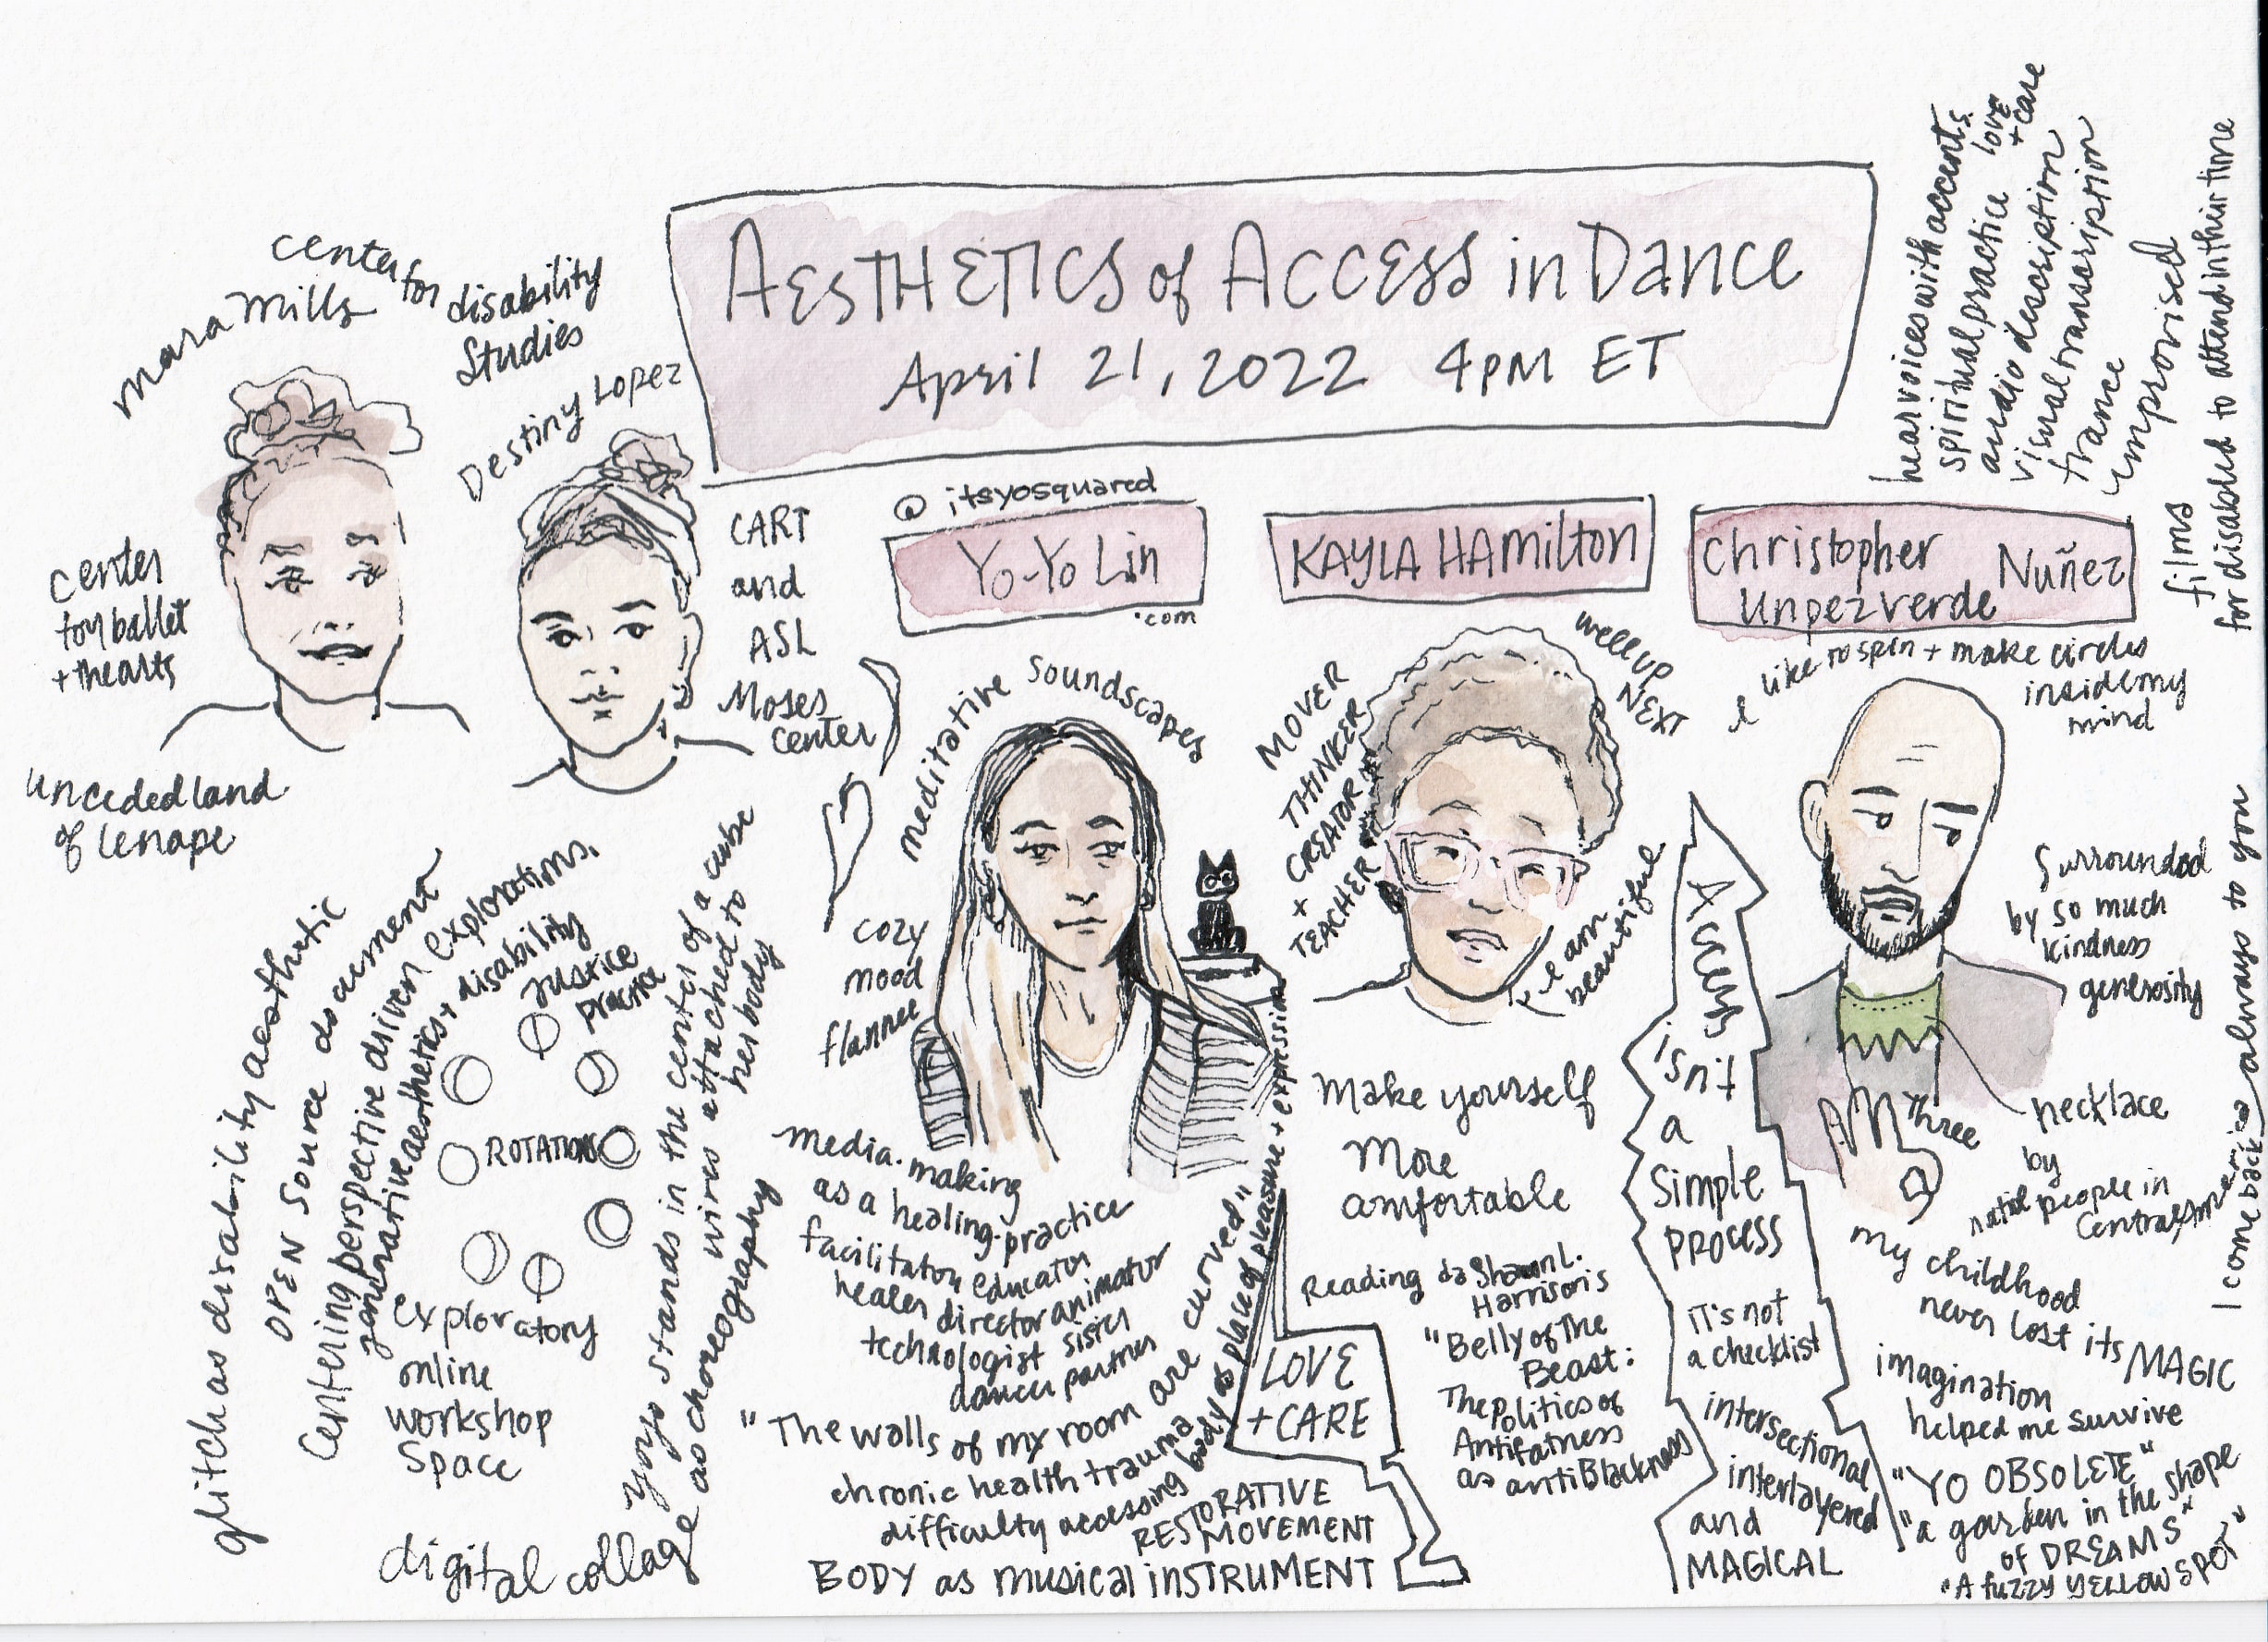 AESTHETICS of ACCESS in Dance
April 21, 2022 4PM ET
mara mills
center for disability
Studies
Destiny Lopez
center
for ballet
+ the arts
unceded land
of lenape
CART
and
ASL
Moses
center
@ itsyosquared
Yo-Yo Lin
.com
KAYLA HAMILTON
Christopher
Unpezverde Nuñez
hear voices with accents
spiritual practice love
+ care
audio description
visual transcription
trance
improvised
films
for disabled to attend in their time
meditative soundscapes
cozy
mood
flannel
media-making
as a healing-practice
facilitator educator
healer director animator
technologist sister
dancer partner
"The walls of my room are curved"
chronic health trauma
difficulty accessing body as place of pleasure + expression
RESTORATIVE
MOVEMENT
BODY as musical inSTRUMENT
LOVE
+ CARE
glitch as disability aesthetic
OPEN Source document
Centering perspective driven explorations.
aesthetics + disability
Justice
practice
ROTATIONS
exploratory
online
workshop
Space
yoyo stands in the center of a cube
wires attached to
her body
as choreography
digital collage
MOVER
THINKER
+ CREATOR
TEACHER
well up
NEXT
I am
beautiful
Make yourself
More
comfortable
Reading da Shaun L.
Harrison's
"Belly of The
Beast:
The politics of
Antifatness
as antiBlackness
Access
isn't
a
Simple
PROCESS
it's not
a checklist
intersectional
interlayered
and
MAGICAL
I like to spin + make circles
inside my
mind
Surrounded
by so much
kindness
generosity
Three
necklace
by
people in
my childhood
never lost its MAGIC
imagination
helped me survive
"YO OBSOLETE"
"a garden in the shape
of DREAMS"
"A fuzzy YELLOW SPOT"
I come back always to you